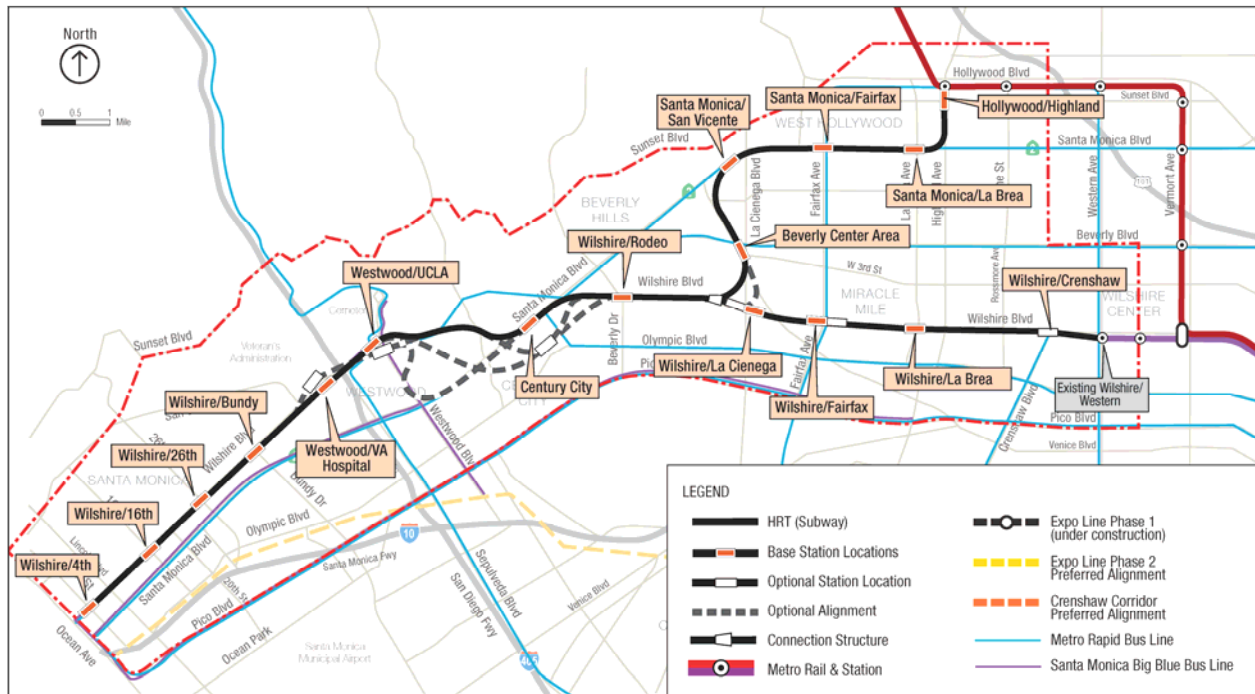 North
0 0.5 1
Mile
Hollywood Blvd
Sunset Blvd
Santa Monica/
San Vicente
Santa Monica/Fairfax
Hollywood/Highland
WEST HOLLYWOOD
Sunset Blvd
Santa Monica Blvd
2
101
La Cienega Blvd
Fairfax Ave
Western Ave
Vermont Ave
Santa Monica/La Brea
BEVERLY
HILLS
2
Wilshire/Rodeo
Beverly Center Area
Beverly Blvd
W 3rd St
Rossmore Ave
Westwood/UCLA
Santa Monica Blvd
Wilshire Blvd
MIRACLE
MILE
Wilshire/Crenshaw
WILSHIRE
CENTER
Wilshire Blvd
Sunset Blvd
Veteran's
Administration
Beverly Dr
Olympic Blvd
Fairfax Ave
Wilshire/La Cienega
Century City
Wilshire/La Brea
Existing Wilshire/
Western
WESTWOOD
CITY
Wilshire/Fairfax
Crenshaw Blvd
Pico Blvd
Venice Blvd
Wilshire/Bundy
Wilshire Blvd
Westwood/VA
Hospital
Westwood Blvd
Wilshire/26th
SANTA MONICA
Bundy Dr
Wilshire/16th
Olympic Blvd
10
Santa Monica Fwy
Wilshire/4th
Santa Monica Blvd
20th St
Pico Blvd
Ocean Park
Ocean Ave
Sepulveda Blvd
San Diego Fwy
Venice Blvd
Santa Monica
Municipal Airport
405
LEGEND
HRT (Subway)
Base Station Locations
Optional Station Location
Optional Alignment
Connection Structure
Metro Rail & Station
Expo Line Phase 1
(under construction)
Expo Line Phase 2
Preferred Alignment
Crenshaw Corridor
Preferred Alignment
Metro Rapid Bus Line
Santa Monica Big Blue Bus Line